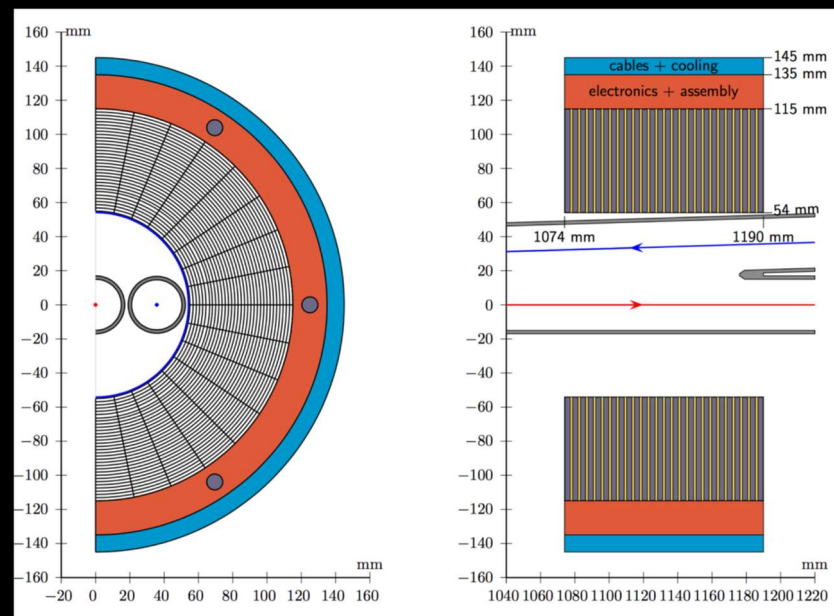 160
140
120
100
80
60
40
20
0
−20
−40
−60
−80
−100
−120
−140
−160
mm
−20 0 20 40 60 80 100 120 140 160
mm
160
140
120
100
80
60
40
20
0
−20
−40
−60
−80
−100
−120
−140
−160
mm
cables + cooling
electronics + assembly
145 mm
135 mm
115 mm
54 mm
1074 mm
1190 mm
mm
1040 1060 1080 1100 1120 1140 1160 1180 1200 1220